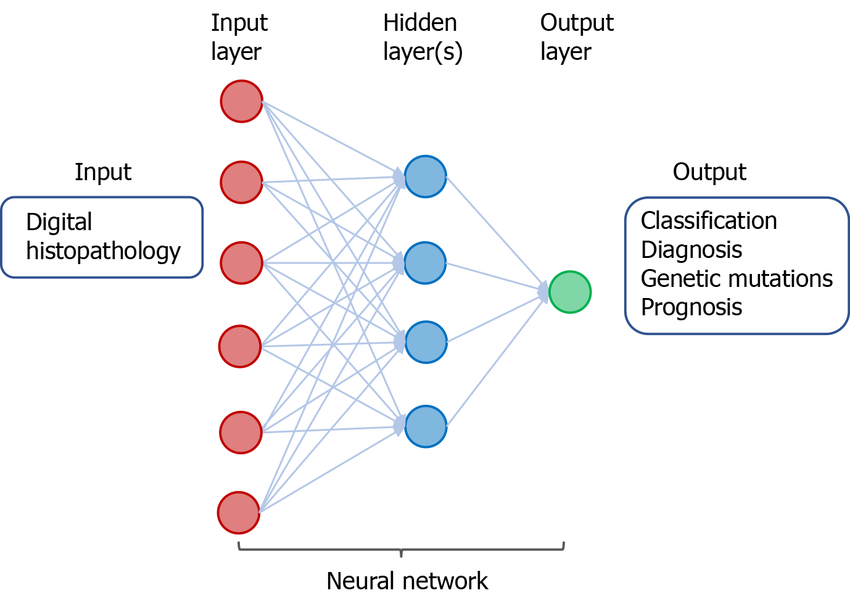 Input
layer
Hidden
layer(s)
Output
layer
Input
Digital
histopathology
Output
Classification
Diagnosis
Genetic mutations
Prognosis
Neural network